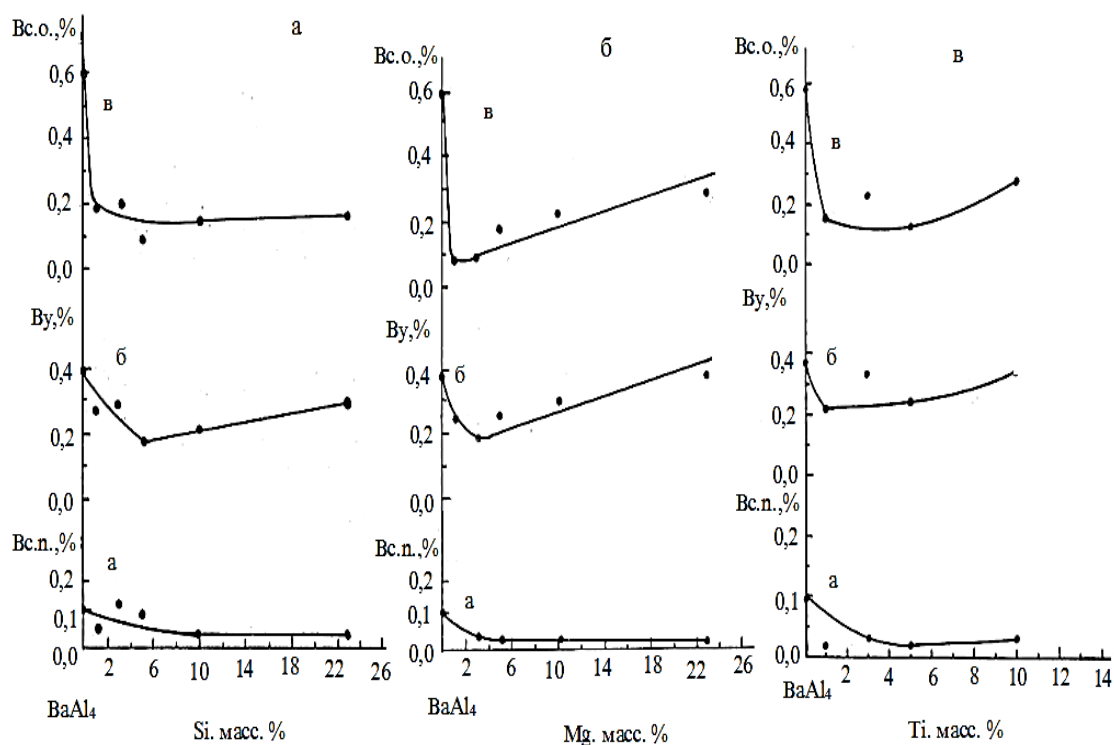 а
Вс.о.,%
0,6
в
0,4
0,2
0,0
Ву,%
б
0,4
0,2
0,0
Вс.п.,%
а
0,2
0,1
0,0
2 6 10 14 18 22 26
BaAl4
Si. масс. %
б
Вс.о.,%
0,6
в
0,4
0,2
0,0
Ву,%
0,4
б
0,2
0,0
Вс.п.,%
0,2
а
0,1
0,0
2 6 10 14 18 22 26
BaAl4
Mg. масс. %
в
Вс.о.,%
0,6
в
0,4
0,2
0,0
Ву,%
0,4
б
0,2
0,0
Вс.п.,%
0,2
а
0,1
0,0
2 4 6 8 10 12 14
BaAl4
Ti. масс. %